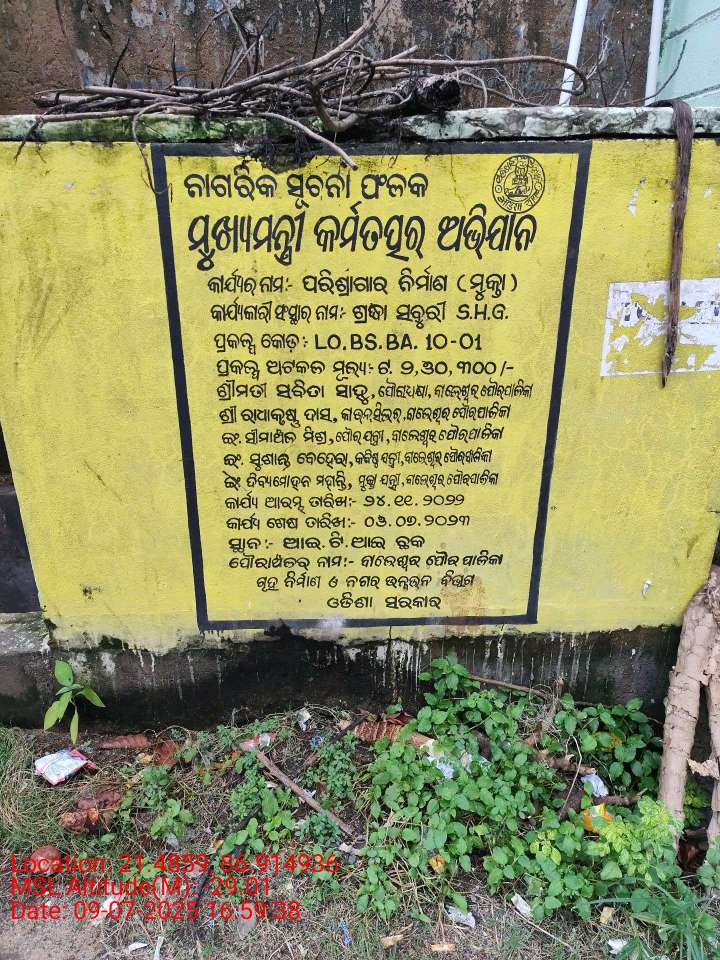 ନାଗରିକ ସୂଚନା ଫଳକ
ମୁଖ୍ୟମନ୍ତ୍ରୀ କର୍ମତତ୍ପର ଅଭିଯାନ
କାର୍ଯ୍ୟର ନାମ:- ପରିଶ୍ରାଗାର ନିର୍ମାଣ (ମୁକ୍ତା)
କାର୍ଯ୍ୟକାରୀ ସଂସ୍ଥାର ନାମ:- ଶ୍ରଦ୍ଧା ସବୁରୀ S.H.G.
ପ୍ରକଳ୍ପ କୋଡ଼:- LO.BS.BA. 10-01
ପ୍ରକଳ୍ପ ଅଟକଳ ମୂଲ୍ୟ:- ଟ. ୨,୬୦,୩୦୦/-
ଶ୍ରୀମତୀ ସବିତା ସାହୁ, ପୌରାଧ୍ୟକ୍ଷା, ବାଲେଶ୍ୱର ପୌରପାଳିକା
ଶ୍ରୀ ରାଧାକୃଷ୍ଣ ଦାସ, କାଉନସିଲର, ବାଲେଶ୍ୱର ପୌରପାଳିକା
ଇଂ. ସୀମାଞ୍ଚଳ ମିଶ୍ର, ପୌର ଯନ୍ତ୍ରୀ, ବାଲେଶ୍ୱର ପୌରପାଳିକା
ଇଂ. ସୁଶାନ୍ତ ବେହେରା, କନିଷ୍ଠ ଯନ୍ତ୍ରୀ, ବାଲେଶ୍ୱର ପୌରପାଳିକା
ଇଂ ଦିବ୍ୟମୋହନ ମହାନ୍ତି, ମୁକ୍ତା ଯନ୍ତ୍ରୀ, ବାଲେଶ୍ୱର ପୌରପାଳିକା
କାର୍ଯ୍ୟ ଆରମ୍ଭ ତାରିଖ:- ୨୪.୧୧.୨୦୨୨
କାର୍ଯ୍ୟ ଶେଷ ତାରିଖ:- ୦୬.୦୭.୨୦୨୩
ସ୍ଥାନ:- ଆଇ.ଟି.ଆଇ ଛକ
ପୌରାଞ୍ଚଳର ନାମ:- ବାଲେଶ୍ୱର ପୌର ପାଳିକା
ଗୃହ ନିର୍ମାଣ ଓ ନଗର ଉନ୍ନୟନ ବିଭାଗ
ଓଡିଶା ସରକାର
Location: 21.4859, 86.914936
MSL Altitude(M): 29.01
Date: 09-07-2025 16:59:38